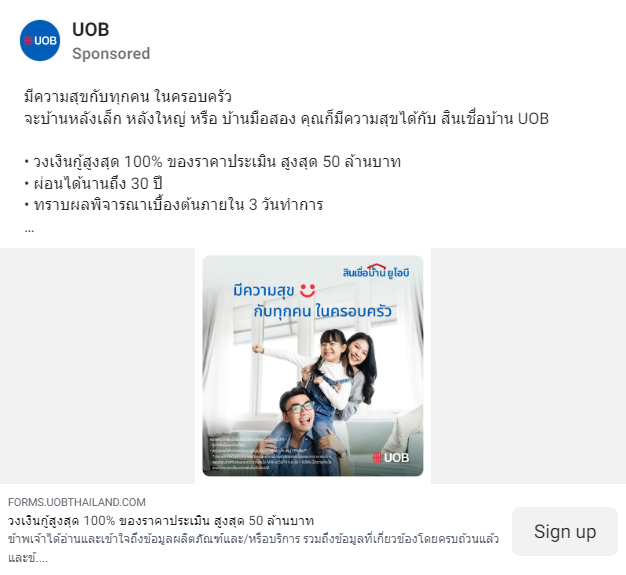 UOB
UOB
Sponsored
มีความสุขกับทุกคน ในครอบครัว
จะบ้านหลังเล็ก หลังใหญ่ หรือ บ้านมือสอง คุณก็มีความสุขได้กับ สินเชื่อบ้าน UOB
• วงเงินกู้สูงสุด 100% ของราคาประเมิน สูงสุด 50 ล้านบาท
• ผ่อนได้นานถึง 30 ปี
• ทราบผลพิจารณาเบื้องต้นภายใน 3 วันทำการ
...
สินเชื่อบ้าน ยูโอบี
มีความสุข
กับทุกคน ในครอบครัว
UOB
FORMS.UOBTHAILAND.COM
วงเงินกู้สูงสุด 100% ของราคาประเมิน สูงสุด 50 ล้านบาท
ข้าพเจ้าได้อ่านและเข้าใจถึงข้อมูลผลิตภัณฑ์และ/หรือบริการ รวมถึงข้อมูลที่เกี่ยวข้องโดยครบถ้วนแล้ว
และข้....
Sign up